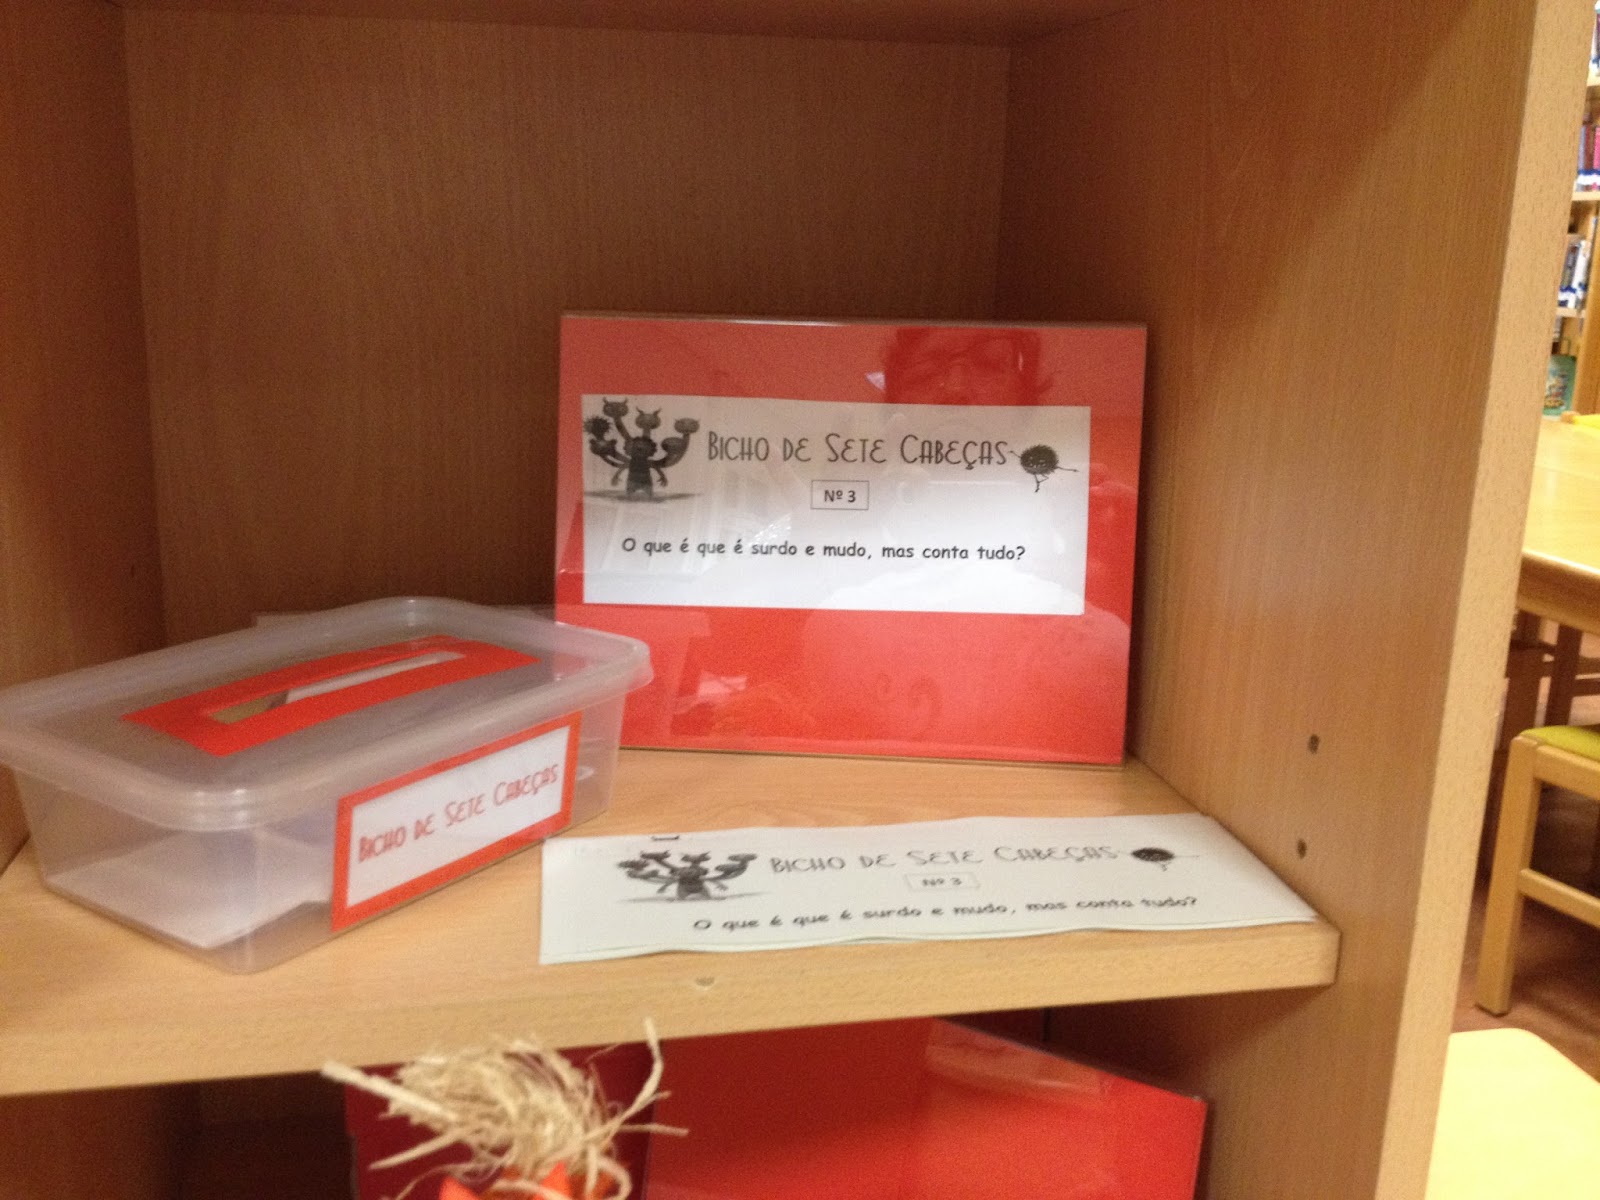 BICHO DE SETE CABEÇAS
Nº 3
O que é que é surdo e mudo, mas conta tudo?
BICHO DE SETE CABEÇAS
BICHO DE SETE CABEÇAS
Nº 3
O que é que é surdo e mudo, mas conta tudo?